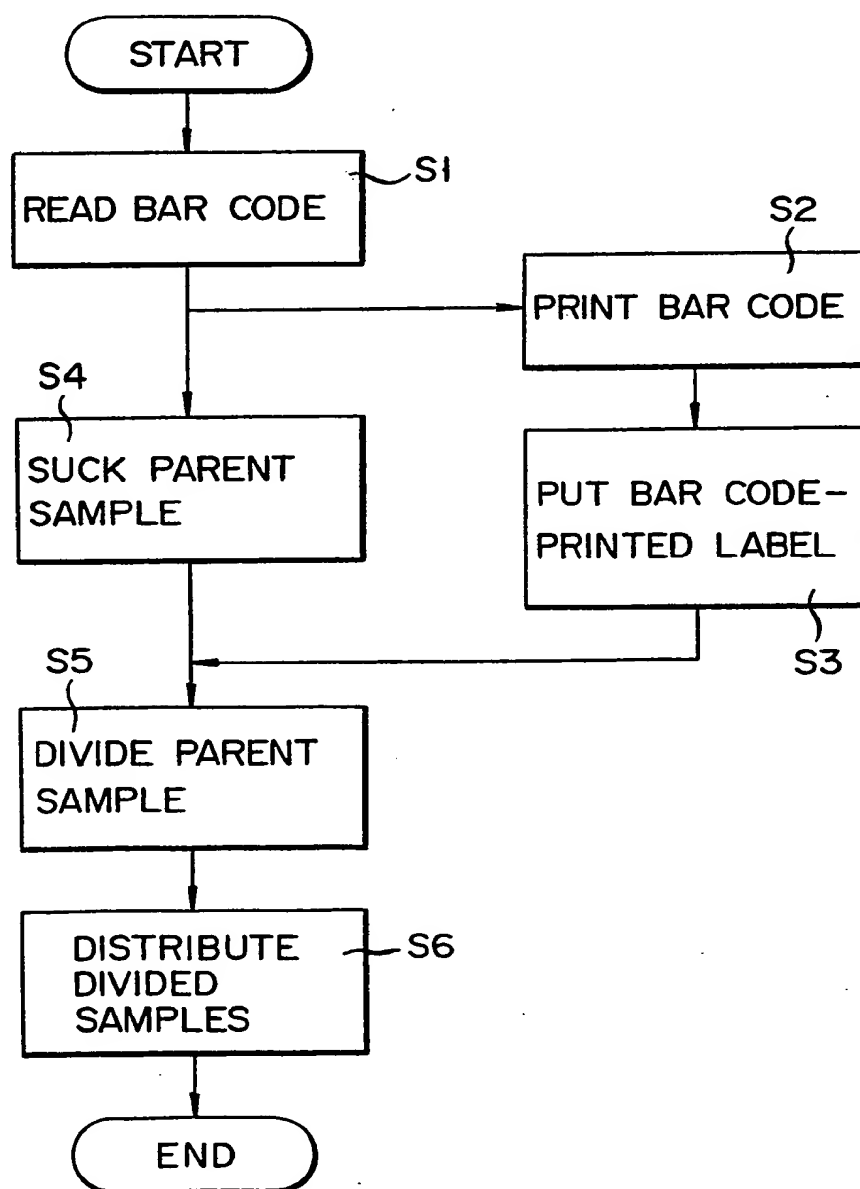 START
READ BAR CODE
S1
S2
PRINT BAR CODE
S4
SUCK PARENT
SAMPLE
PUT BAR CODE-
PRINTED LABEL
S3
S5
DIVIDE PARENT
SAMPLE
DISTRIBUTE
DIVIDED
SAMPLES
S6
END